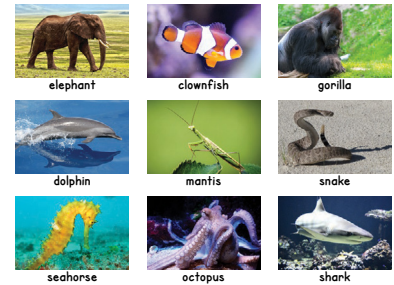 elephant clownfish gorilla
dolphin mantis snake
seahorse octopus shark